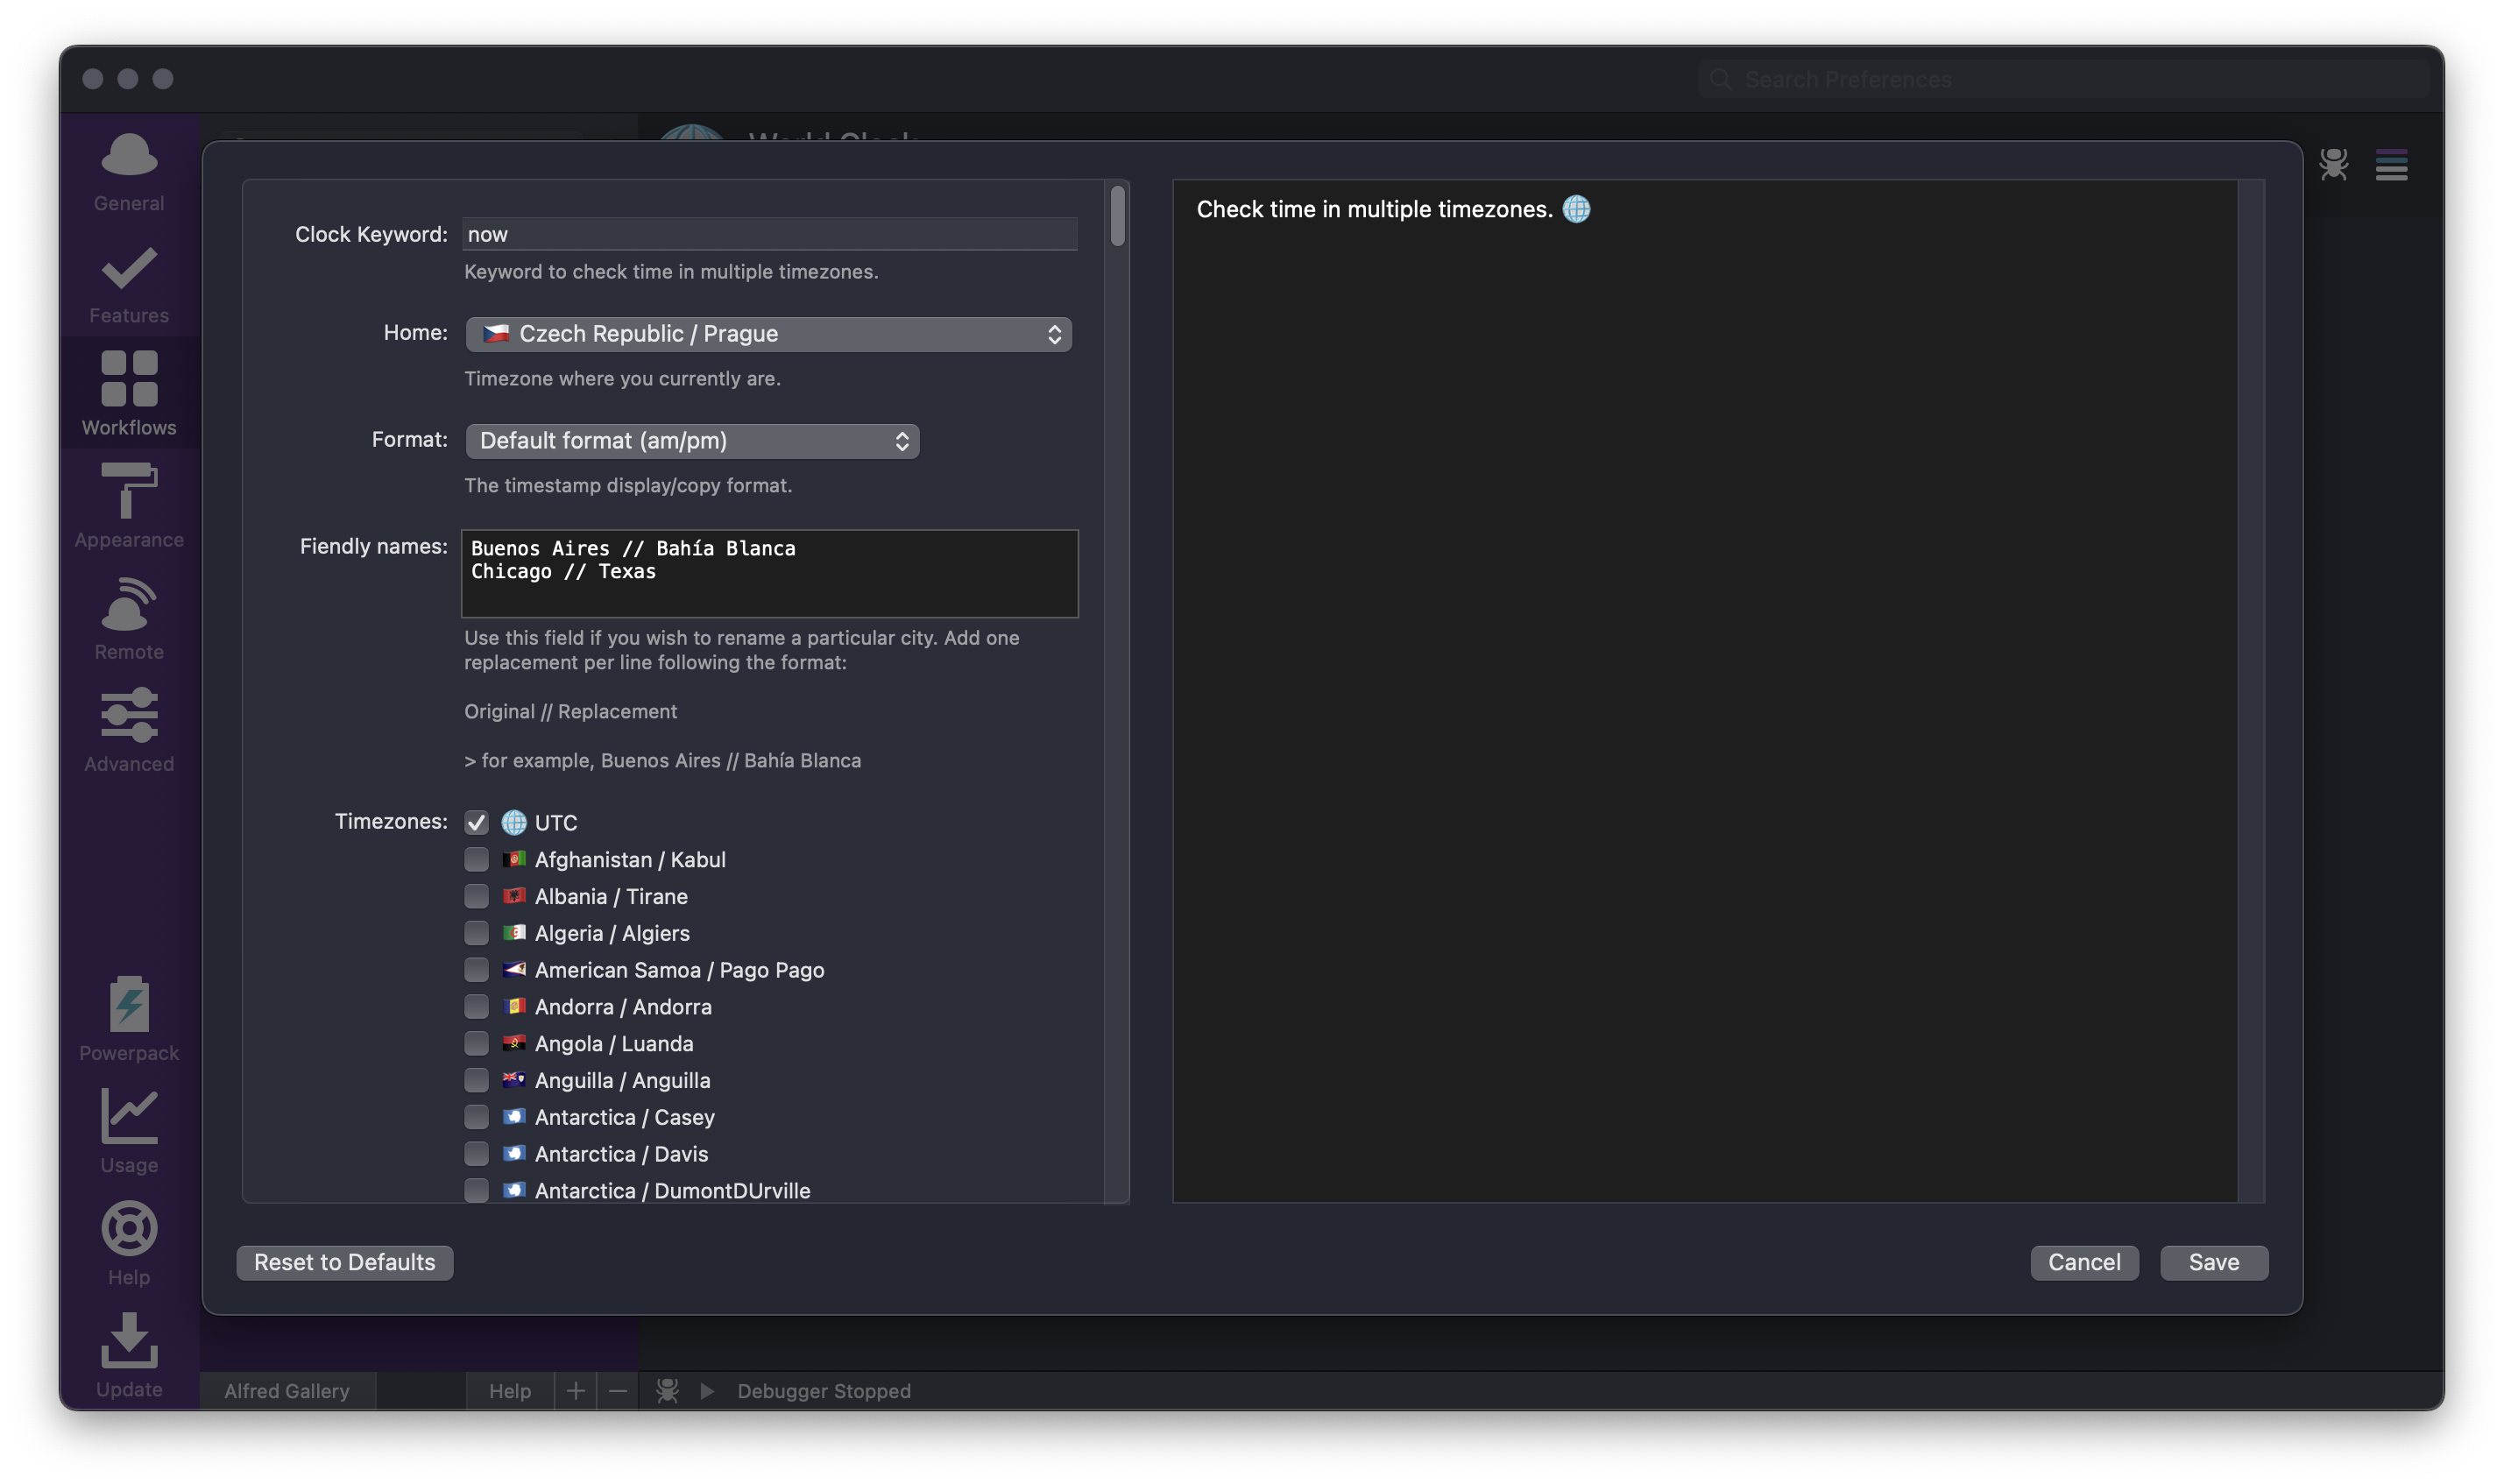 Search Preferences
World Clock
General
Features
Workflows
Appearance
Remote
Advanced
Powerpack
Usage
Help
Update
Clock Keyword: now
Keyword to check time in multiple timezones.
Home: Czech Republic / Prague
Timezone where you currently are.
Format: Default format (am/pm)
The timestamp display/copy format.
Fiendly names: Buenos Aires // Bahía Blanca
Chicago // Texas
Use this field if you wish to rename a particular city. Add one
replacement per line following the format:
Original // Replacement
> for example, Buenos Aires // Bahía Blanca
Timezones: UTC
Afghanistan / Kabul
Albania / Tirane
Algeria / Algiers
American Samoa / Pago Pago
Andorra / Andorra
Angola / Luanda
Anguilla / Anguilla
Antarctica / Casey
Antarctica / Davis
Antarctica / DumontDUrville
Check time in multiple timezones.
Reset to Defaults
Cancel
Save
Alfred Gallery
Help
Debugger Stopped